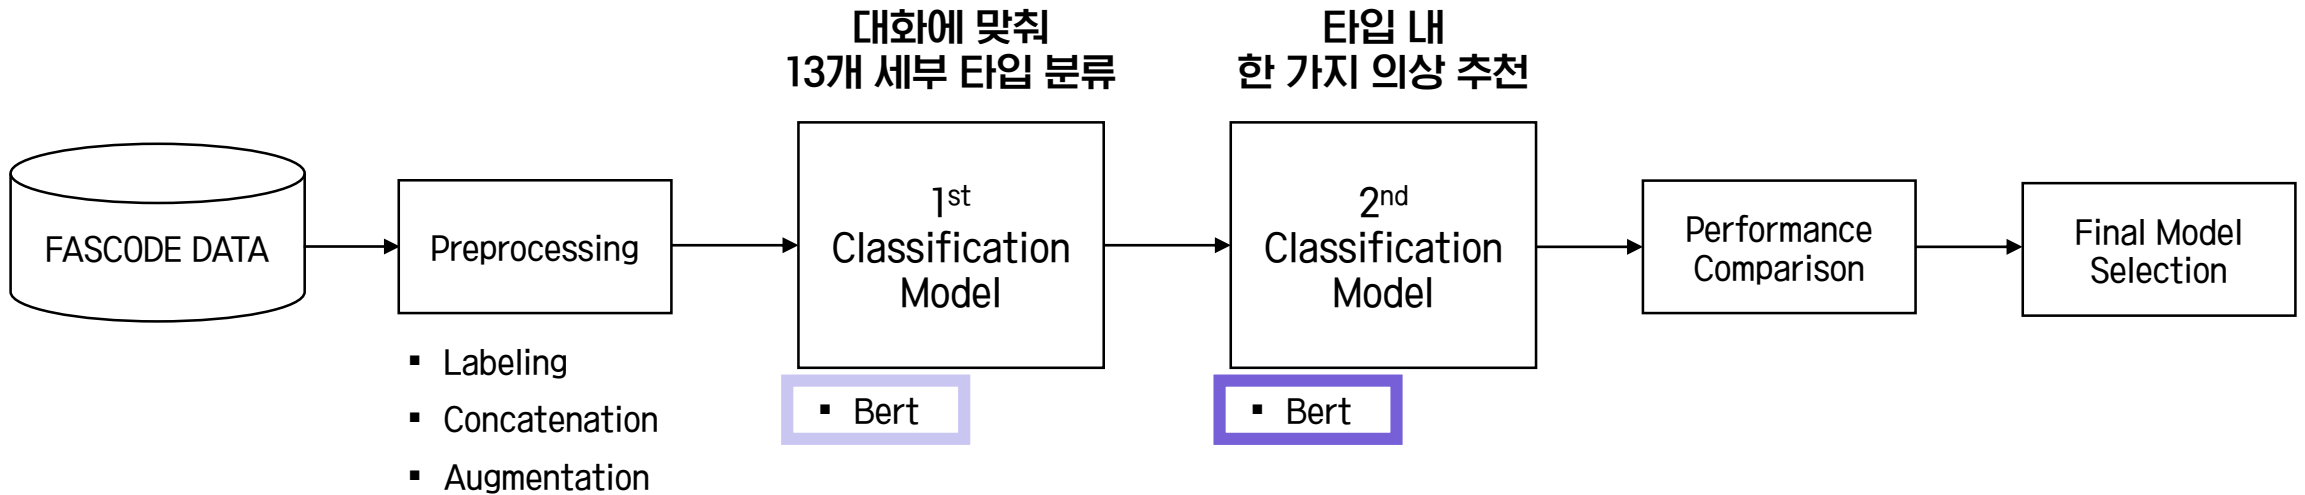 대화에 맞춰
13개 세부 타입 분류
타입 내
한 가지 의상 추천
FASCODE DATA
Preprocessing
▪ Labeling
▪ Concatenation
▪ Augmentation
1st
Classification
Model
▪ Bert
2nd
Classification
Model
▪ Bert
Performance
Comparison
Final Model
Selection